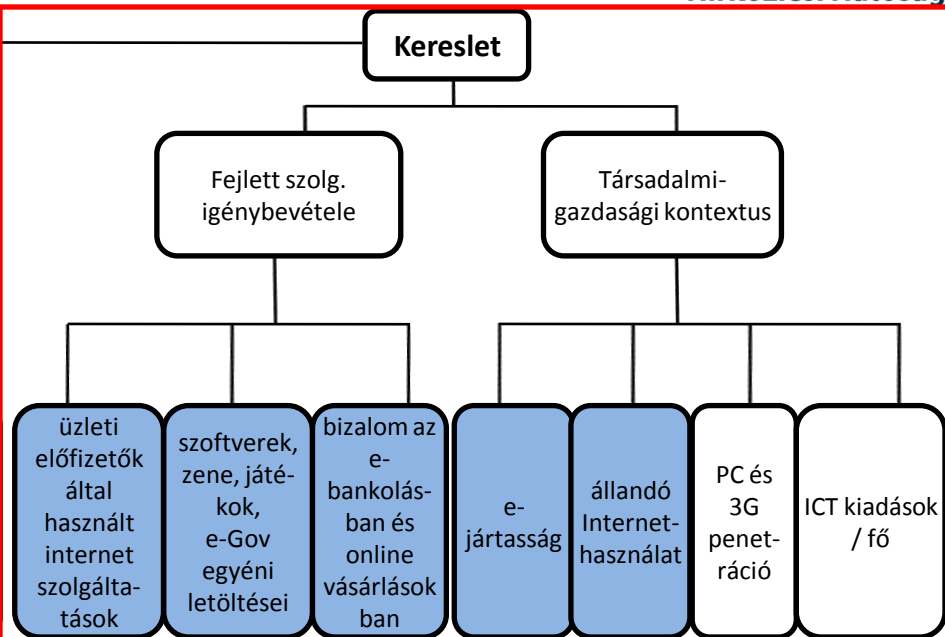 Kereslet
Fejlett szolg.
igénybevétele
Társadalmi-
gazdasági kontextus
üzleti
előfizetők
által
használt
internet
szolgálta-
tások
szoftverek,
zene, játé-
kok,
e-Gov
egyéni
letöltései
bizalom az
e-
bankolás-
ban és
online
vásárlások
ban
e-
jártasság
állandó
Internet-
használat
PC és
3G
penet-
ráció
ICT kiadások
/ fő